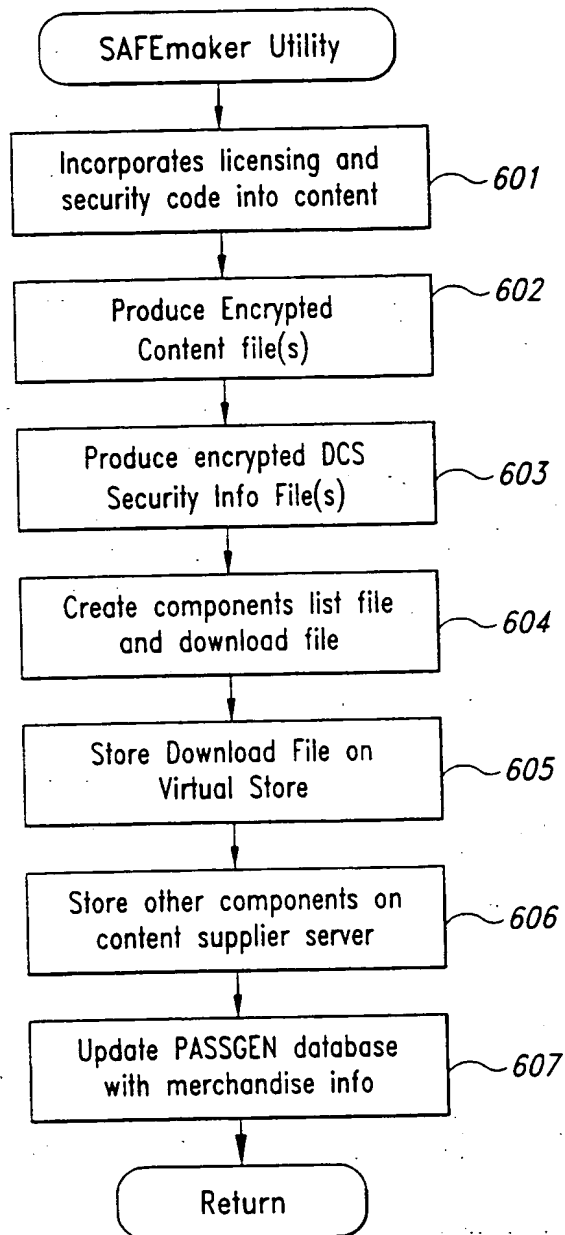 SAFEmaker Utility
Incorporates licensing and
security code into content
601
Produce Encrypted
Content file(s)
602
Produce encrypted DCS
Security Info File(s)
603
Create components list file
and download file
604
Store Download File on
Virtual Store
605
Store other components on
content supplier server
606
Update PASSGEN database
with merchandise info
607
Return